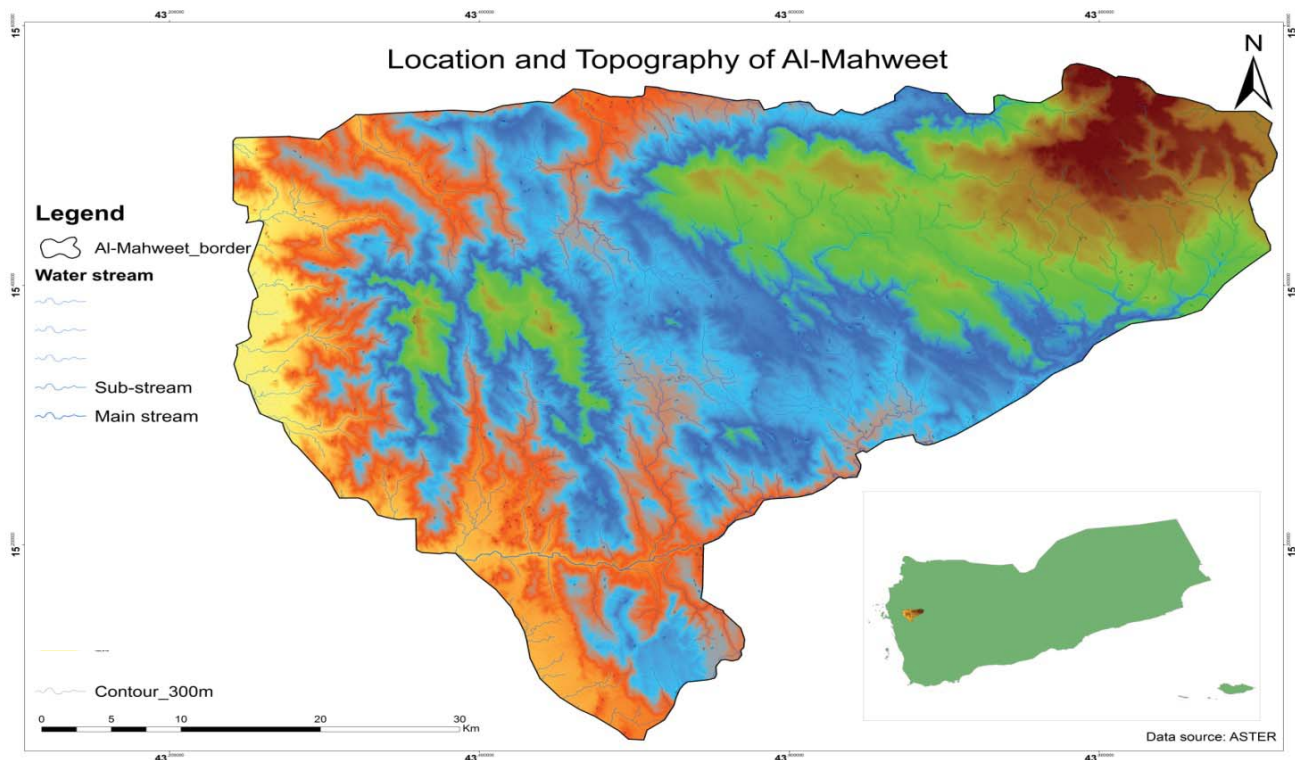 Location and Topography of Al-Mahweet
N
Legend
Al-Mahweet_border
Water stream
Sub-stream
Main stream
Contour_300m
0 5 10 20 30
Km
Data source: ASTER